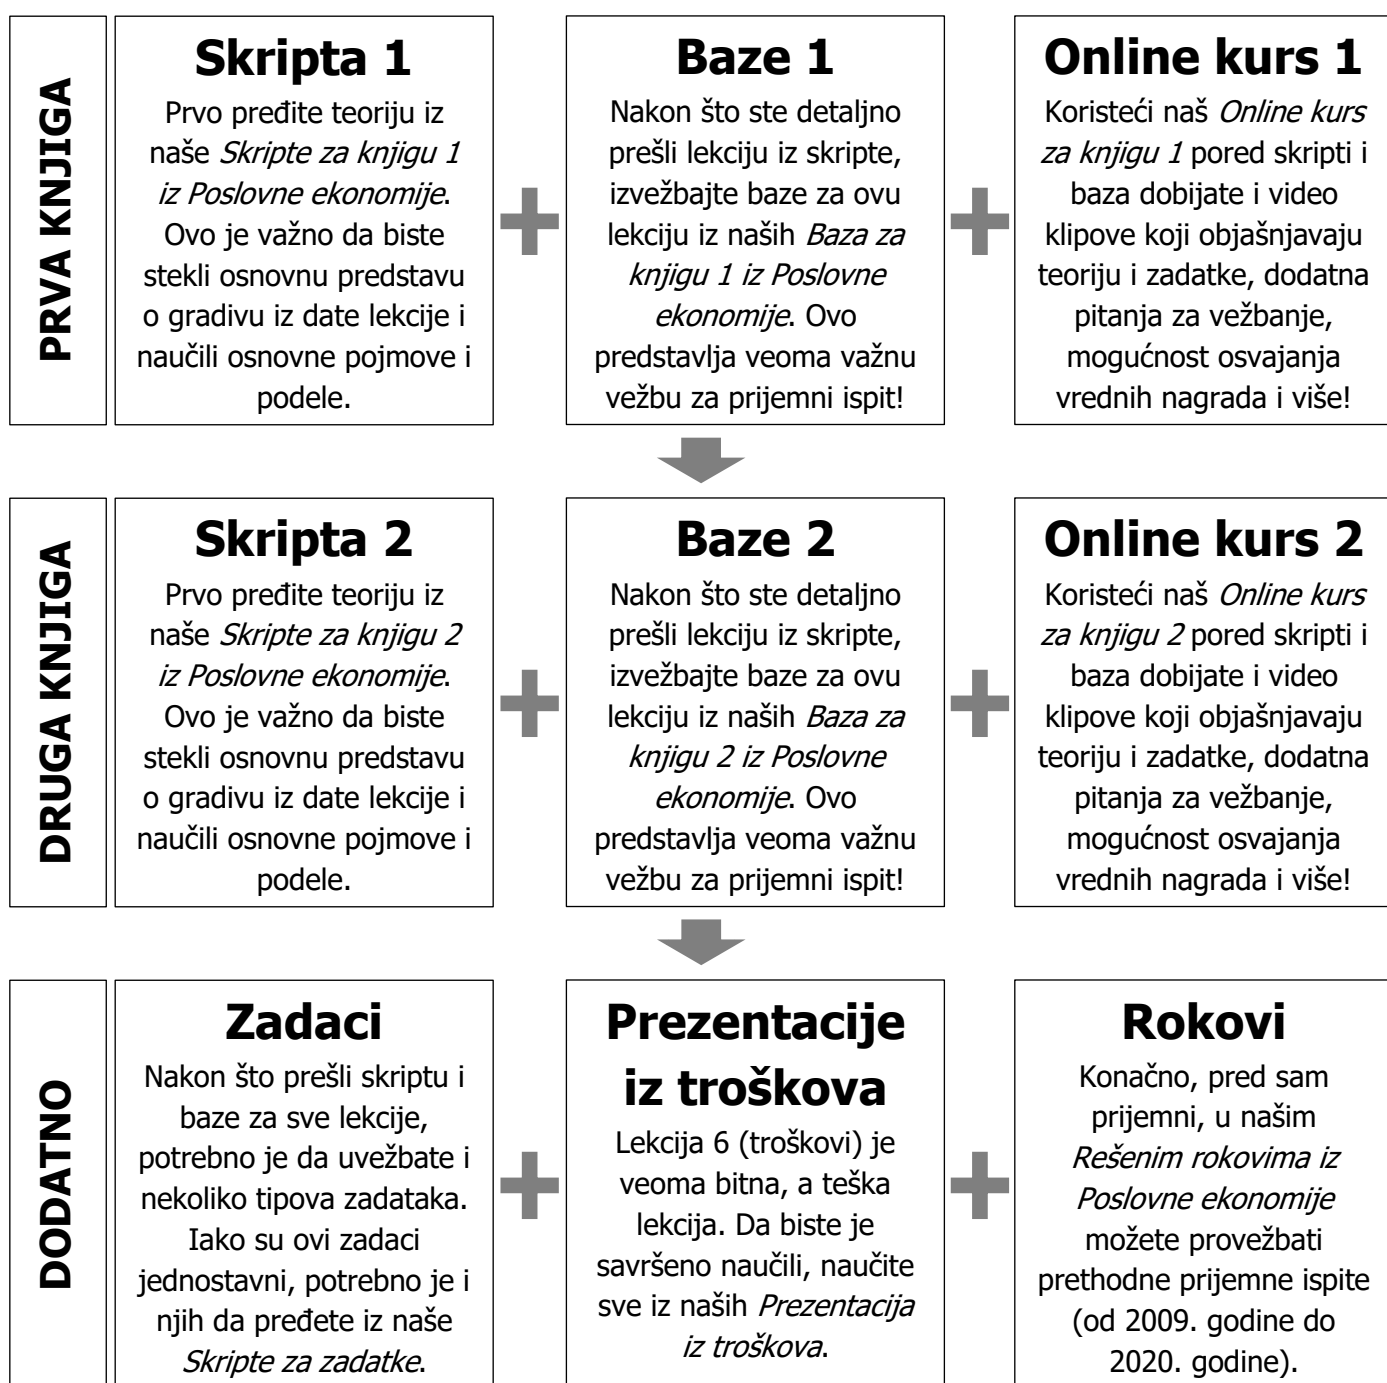 PRVA KNJIGA
Skripta 1
Prvo pređite teoriju iz
naše Skripte za knjigu 1
iz Poslovne ekonomije.
Ovo je važno da biste
stekli osnovnu predstavu
o gradivu iz date lekcije i
naučili osnovne pojmove i
podele.
Baze 1
Nakon što ste detaljno
prešli lekciju iz skripte,
izvežbajte baze za ovu
lekciju iz naših Baza za
knjigu 1 iz Poslovne
ekonomije. Ovo
predstavlja veoma važnu
vežbu za prijemni ispit!
Online kurs 1
Koristeći naš Online kurs
za knjigu 1 pored skripti i
baza dobijate i video
klipove koji objašnjavaju
teoriju i zadatke, dodatna
pitanja za vežbanje,
mogućnost osvajanja
vrednih nagrada i više!
DRUGA KNJIGA
Skripta 2
Prvo pređite teoriju iz
naše Skripte za knjigu 2
iz Poslovne ekonomije.
Ovo je važno da biste
stekli osnovnu predstavu
o gradivu iz date lekcije i
naučili osnovne pojmove i
podele.
Baze 2
Nakon što ste detaljno
prešli lekciju iz skripte,
izvežbajte baze za ovu
lekciju iz naših Baza za
knjigu 2 iz Poslovne
ekonomije. Ovo
predstavlja veoma važnu
vežbu za prijemni ispit!
Online kurs 2
Koristeći naš Online kurs
za knjigu 2 pored skripti i
baza dobijate i video
klipove koji objašnjavaju
teoriju i zadatke, dodatna
pitanja za vežbanje,
mogućnost osvajanja
vrednih nagrada i više!
DODATNO
Zadaci
Nakon što prešli skriptu i
baze za sve lekcije,
potrebno je da uvežbate i
nekoliko tipova zadataka.
Iako su ovi zadaci
jednostavni, potrebno je i
njih da pređete iz naše
Skripte za zadatke.
Prezentacije
iz troškova
Lekcija 6 (troškovi) je
veoma bitna, a teška
lekcija. Da biste je
savršeno naučili, naučite
sve iz naših Prezentacija
iz troškova.
Rokovi
Konačno, pred sam
prijemni, u našim
Rešenim rokovima iz
Poslovne ekonomije
možete provežbati
prethodne prijemne ispite
(od 2009. godine do
2020. godine).